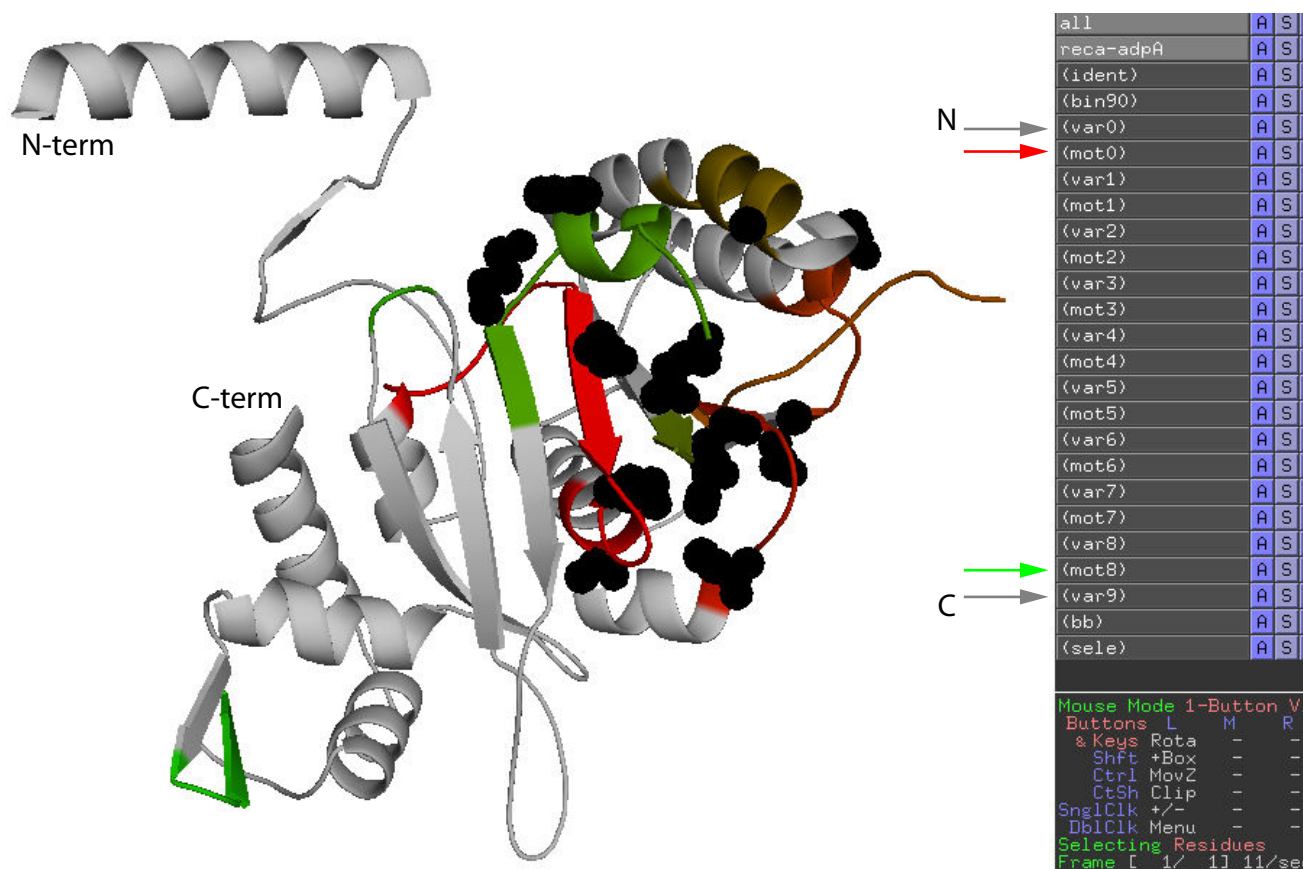 N-term
C-term
N
C
all A S
reca-adpA A S
(ident) A S
(bin90) A S
(var0) A S
(mot0) A S
(var1) A S
(mot1) A S
(var2) A S
(mot2) A S
(var3) A S
(mot3) A S
(var4) A S
(mot4) A S
(var5) A S
(mot5) A S
(var6) A S
(mot6) A S
(var7) A S
(mot7) A S
(var8) A S
(mot8) A S
(var9) A S
(bb) A S
(sele) A S
Mouse Mode 1-Button V
Buttons L M R
& Keys Rota - -
Shft +Box - -
Ctrl MovZ - -
CtSh Clip - -
SnglClk +/- - -
DblClk Menu - -
Selecting Residues
Frame [ 1/ 1] 11/sec